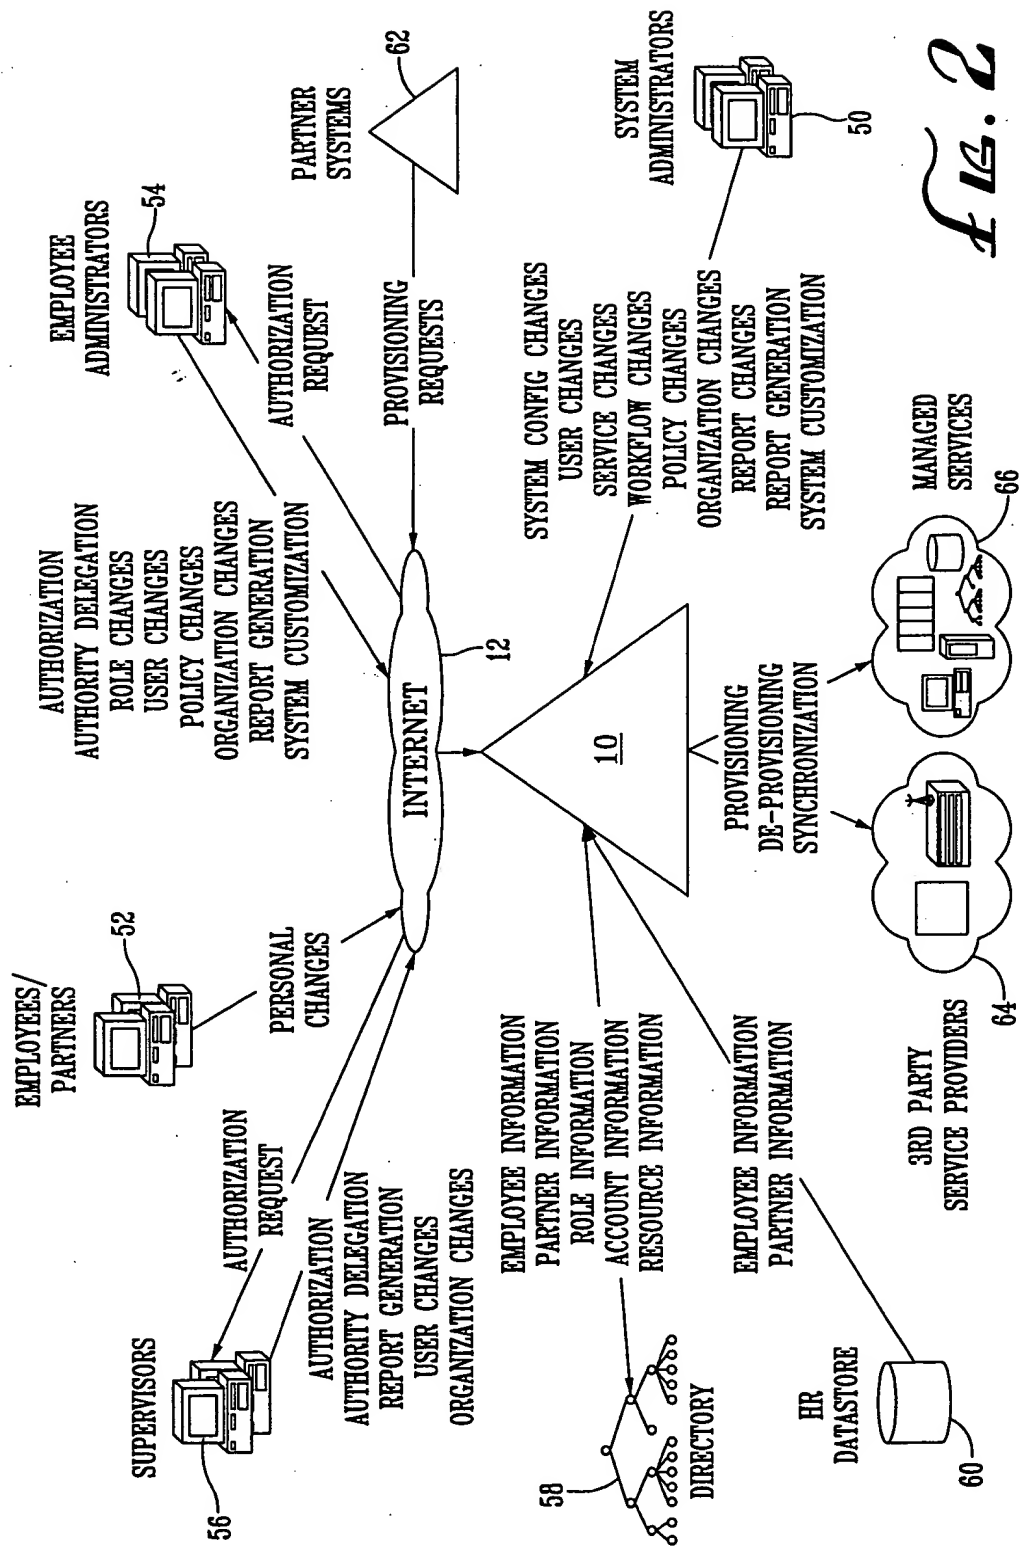 SUPERVISORS
56
EMPLOYEES/
PARTNERS
52
EMPLOYEE
ADMINISTRATORS
54
PARTNER
SYSTEMS
62
AUTHORIZATION
REQUEST
AUTHORIZATION
AUTHORITY DELEGATION
REPORT GENERATION
USER CHANGES
ORGANIZATION CHANGES
PERSONAL
CHANGES
AUTHORIZATION
AUTHORITY DELEGATION
ROLE CHANGES
USER CHANGES
POLICY CHANGES
ORGANIZATION CHANGES
REPORT GENERATION
SYSTEM CUSTOMIZATION
AUTHORIZATION
REQUEST
PROVISIONING
REQUESTS
INTERNET
12
10
58
DIRECTORY
EMPLOYEE INFORMATION
PARTNER INFORMATION
ROLE INFORMATION
ACCOUNT INFORMATION
RESOURCE INFORMATION
SYSTEM CONFIG CHANGES
USER CHANGES
SERVICE CHANGES
WORKFLOW CHANGES
POLICY CHANGES
ORGANIZATION CHANGES
REPORT CHANGES
REPORT GENERATION
SYSTEM CUSTOMIZATION
SYSTEM
ADMINISTRATORS
50
HR
DATASTORE
60
EMPLOYEE INFORMATION
PARTNER INFORMATION
PROVISIONING
DE-PROVISIONING
SYNCHRONIZATION
3RD PARTY
SERVICE PROVIDERS
64
MANAGED
SERVICES
66
FIG. 2